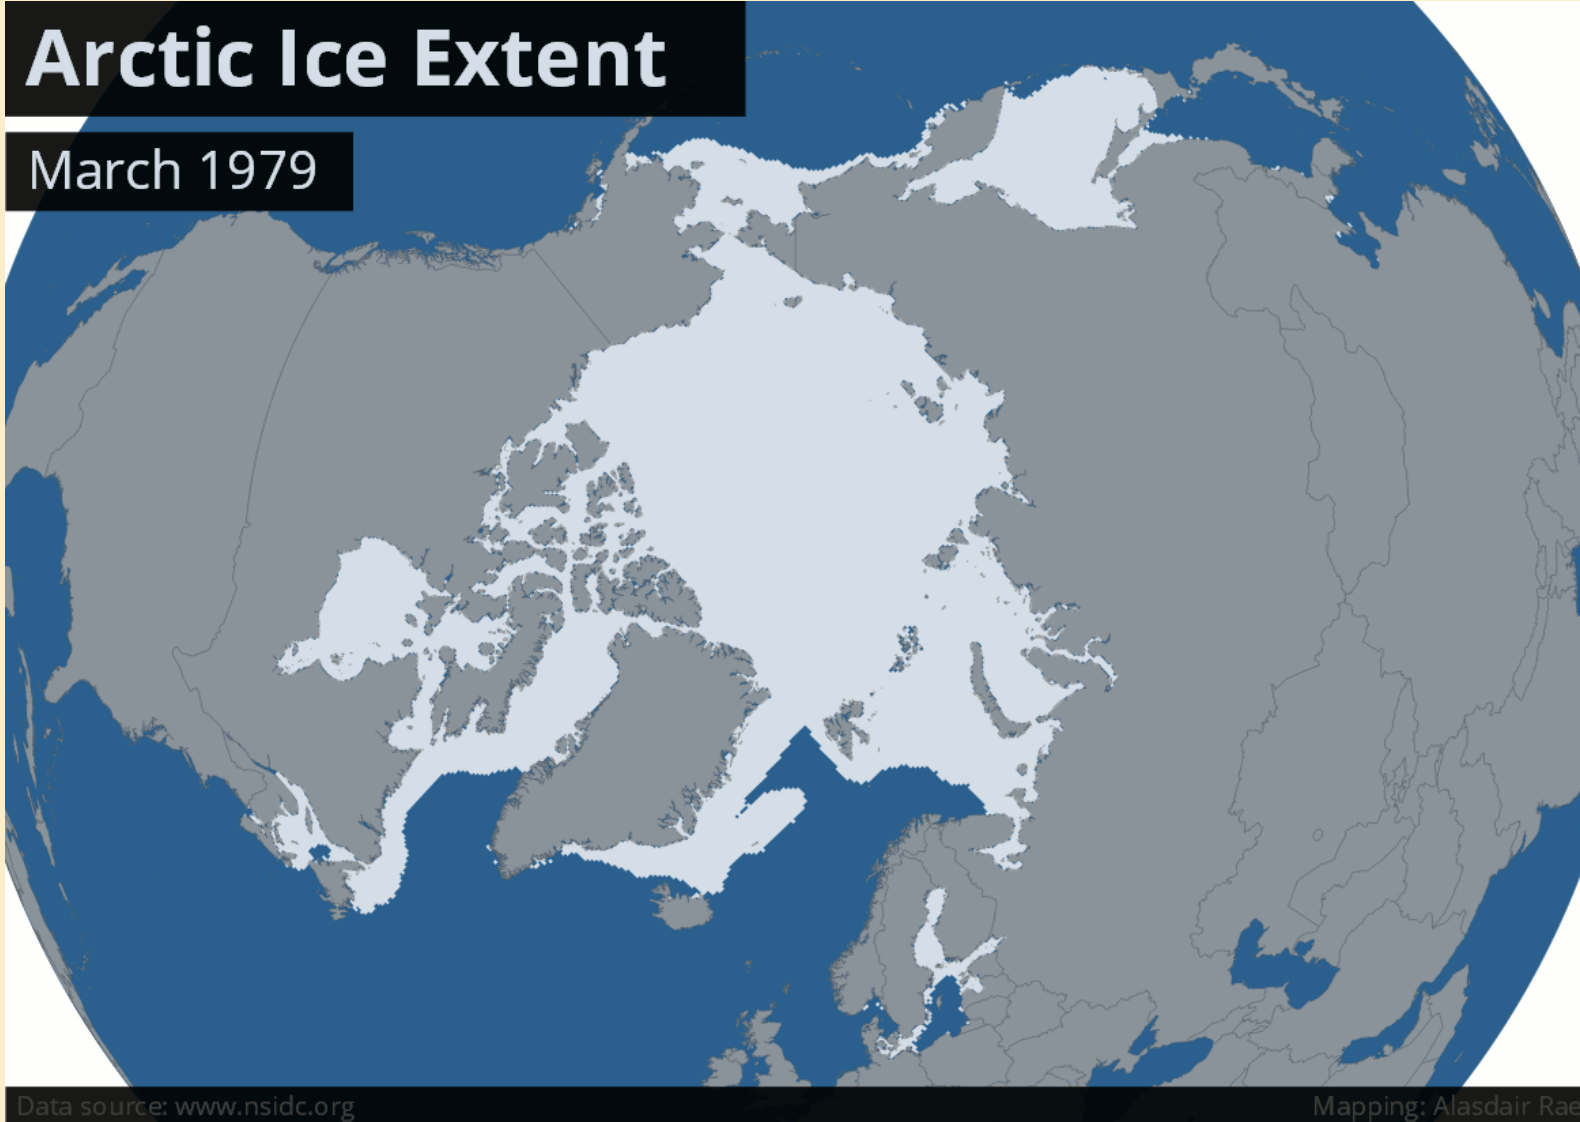 Arctic Ice Extent
March 1979
Data source: www.nsidc.org
Mapping: Alasdair Rae